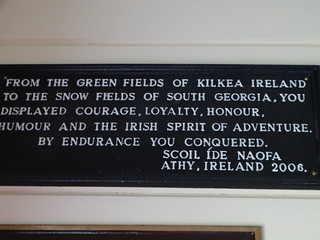 "FROM THE GREEN FIELDS OF KILKEA IRELAND
TO THE SNOW FIELDS OF SOUTH GEORGIA, YOU
DISPLAYED COURAGE, LOYALTY, HONOUR,
HUMOUR AND THE IRISH SPIRIT OF ADVENTURE.
BY ENDURANCE YOU CONQUERED.
SCOIL ÍDE NAOFA
ATHY, IRELAND 2006.